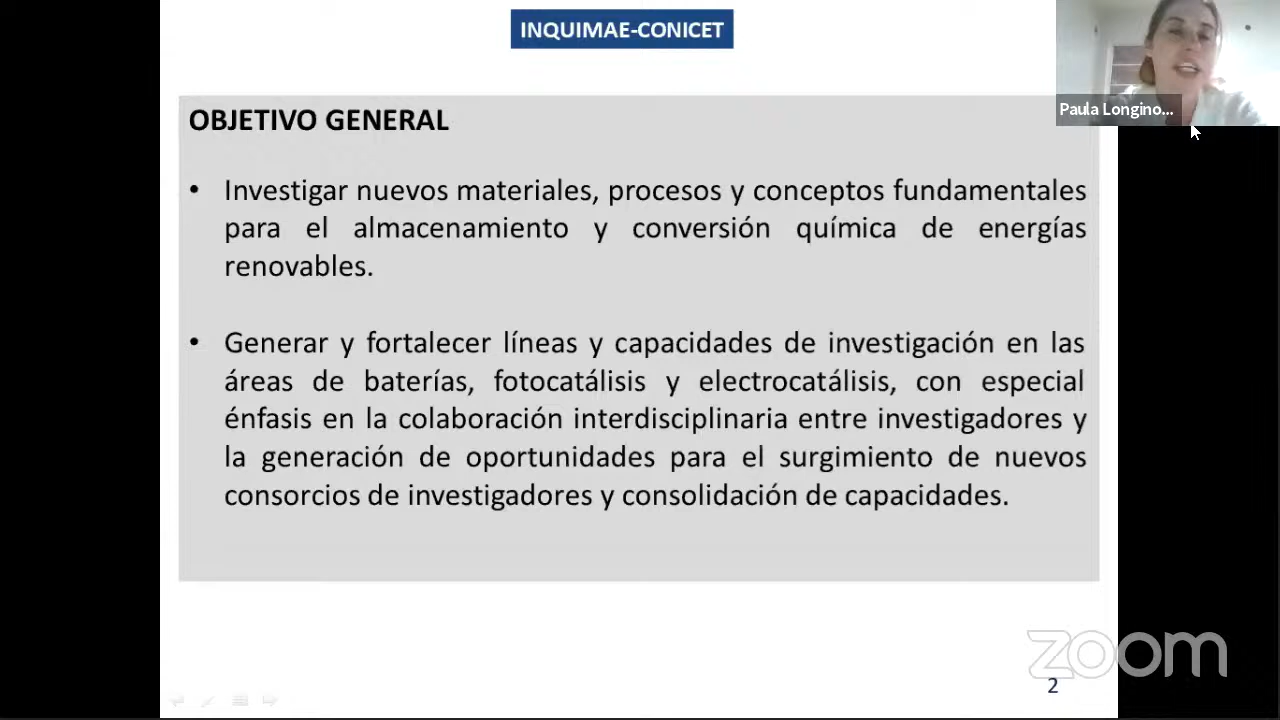 INQUIMAE-CONICET
Paula Longino...
OBJETIVO GENERAL
• Investigar nuevos materiales, procesos y conceptos fundamentales
para el almacenamiento y conversión química de energías
renovables.
• Generar y fortalecer líneas y capacidades de investigación en las
áreas de baterías, fotocatálisis y electrocatálisis, con especial
énfasis en la colaboración interdisciplinaria entre investigadores y
la generación de oportunidades para el surgimiento de nuevos
consorcios de investigadores y consolidación de capacidades.
zoom
2